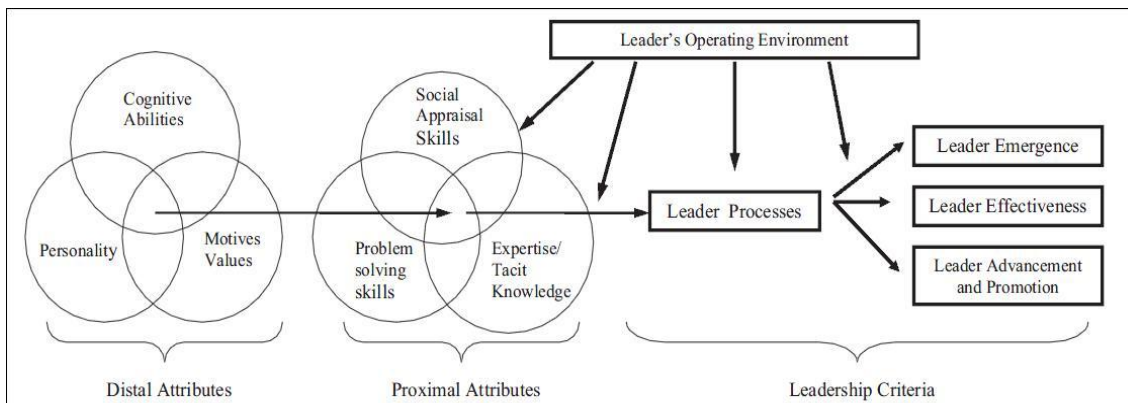 Leader's Operating Environment
Cognitive
Abilities
Personality
Motives
Values
Social
Appraisal
Skills
Problem
solving
skills
Expertise/
Tacit
Knowledge
Leader Processes
Leader Emergence
Leader Effectiveness
Leader Advancement
and Promotion
Distal Attributes
Proximal Attributes
Leadership Criteria